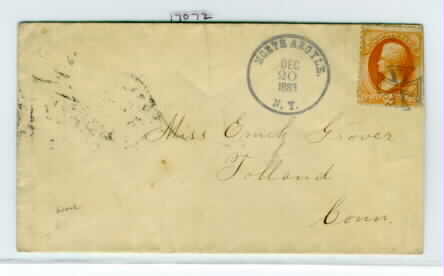 17072
NORTH ARGYLE.
DEC
20
1881
N. Y.
Miss Emily Grover
Tolland
Conn.